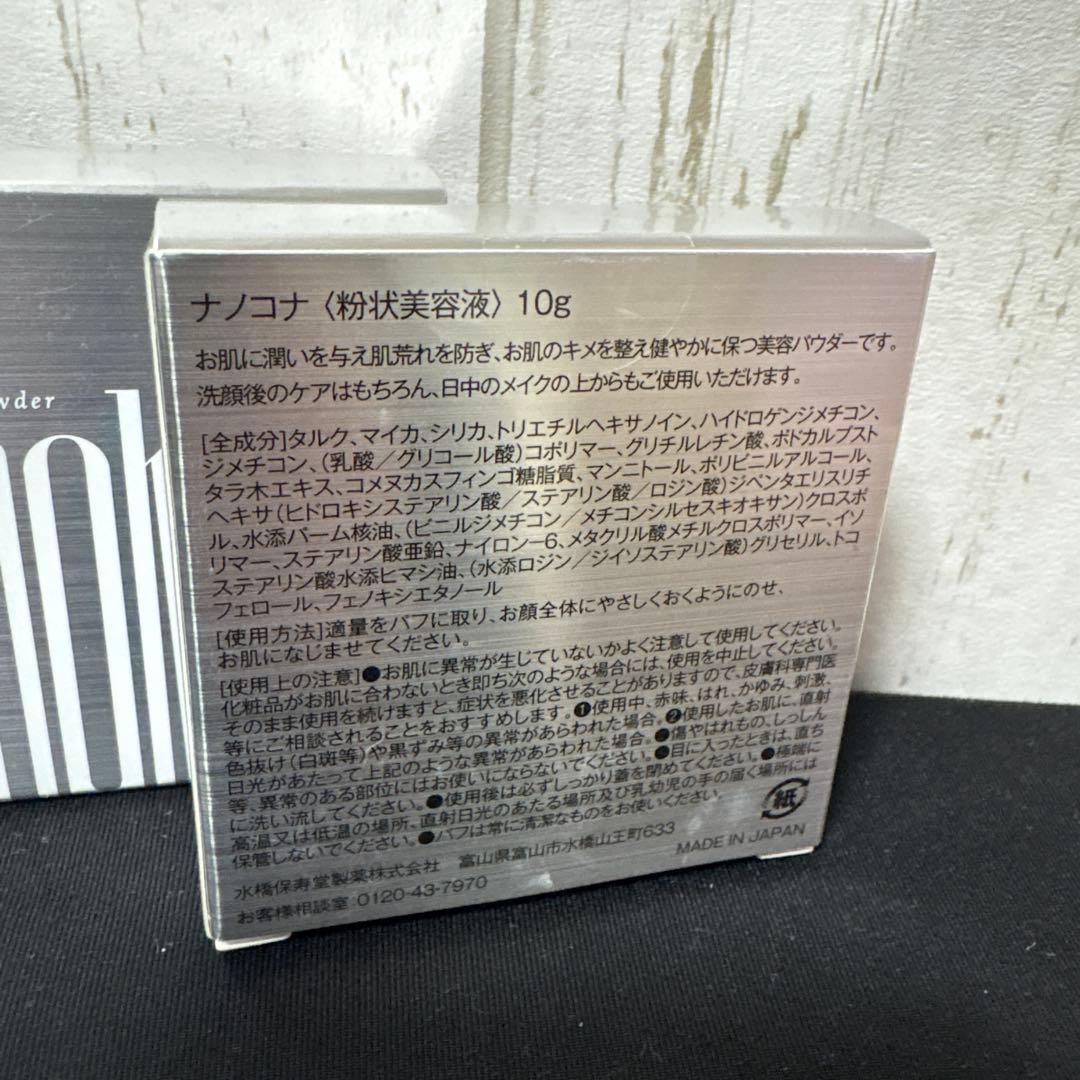 wder
ナノコナ〈粉状美容液〉10g
お肌に潤いを与え肌荒れを防ぎ、お肌のキメを整え健やかに保つ美容パウダーです。
洗顔後のケアはもちろん、日中のメイクの上からもご使用いただけます。
[全成分]タルク、マイカ、シリカ、トリエチルヘキサノイン、ハイドロゲンジメチコン、
ジメチコン、（乳酸／グリコール酸）コポリマー、グリチルレチン酸、ポドカルプスト
タラ木エキス、コメヌカスフィンゴ糖脂質、マンニトール、ポリビニルアルコール、
ヘキサ（ヒドロキシステアリン酸／ステアリン酸／ロジン酸）ジペンタエリスリチ
ル、水添パーム核油、（ビニルジメチコン／メチコンシルセスキオキサン）クロスポ
リマー、ステアリン酸亜鉛、ナイロン-6、メタクリル酸メチルクロスポリマー、イソ
ステアリン酸水添ヒマシ油、（水添ロジン／ジイソステアリン酸）グリセリル、トコ
フェロール、フェノキシエタノール
[使用方法]適量をパフに取り、お顔全体にやさしくおくようにのせ、
お肌になじませてください。
[使用上の注意]●お肌に異常が生じていないかよく注意して使用してください。
化粧品がお肌に合わないとき即ち次のような場合には、使用を中止してください。
そのまま使用を続けますと、症状を悪化させることがありますので、皮膚科専門医
等にご相談されることをおすすめします。❶使用中、赤味、はれ、かゆみ、刺激、
色抜け（白斑等）や黒ずみ等の異常があらわれた場合。❷使用したお肌に、直射
日光があたって上記のような異常があらわれた場合。●傷やはれもの、しっしん
等、異常のある部位にはお使いにならないでください。●目に入ったときは、直ち
に洗い流してください。●使用後は必ずしっかり蓋を閉めてください。●極端に
高温又は低温の場所、直射日光のあたる場所及び乳幼児の手の届く場所には
保管しないでください。●パフは常に清潔なものをお使いください。
紙
水橋保寿堂製薬株式会社　富山県富山市水橋山王町633
お客様相談室:0120-43-7970
MADE IN JAPAN